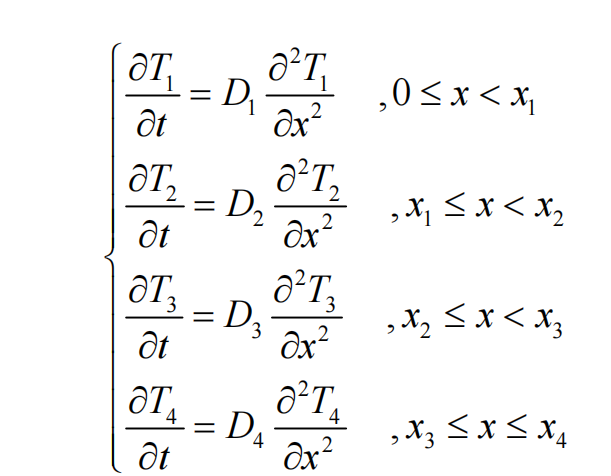 ∂T₁/∂t = D₁ ∂²T₁/∂x² , 0 ≤ x < x₁
∂T₂/∂t = D₂ ∂²T₂/∂x² , x₁ ≤ x < x₂
∂T₃/∂t = D₃ ∂²T₃/∂x² , x₂ ≤ x < x₃
∂T₄/∂t = D₄ ∂²T₄/∂x² , x₃ ≤ x ≤ x₄